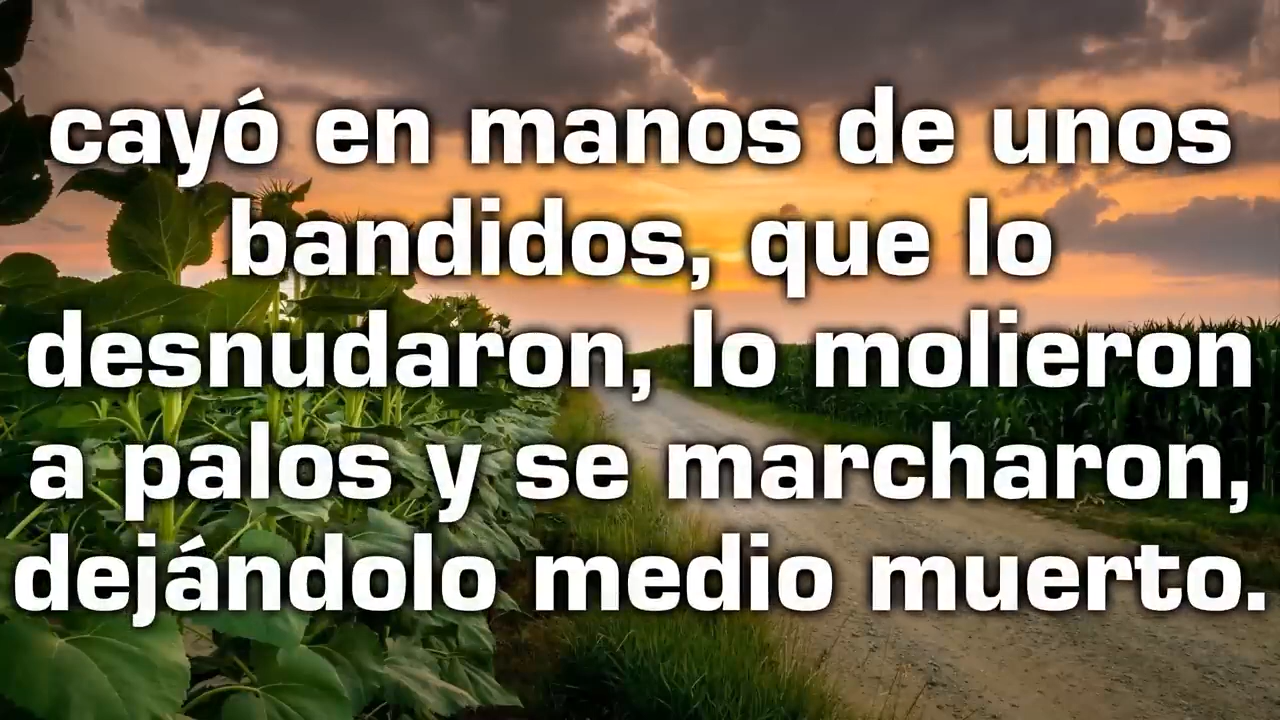 cayó en manos de unos
bandidos, que lo
desnudaron, lo molieron
a palos y se marcharon,
dejándolo medio muerto.